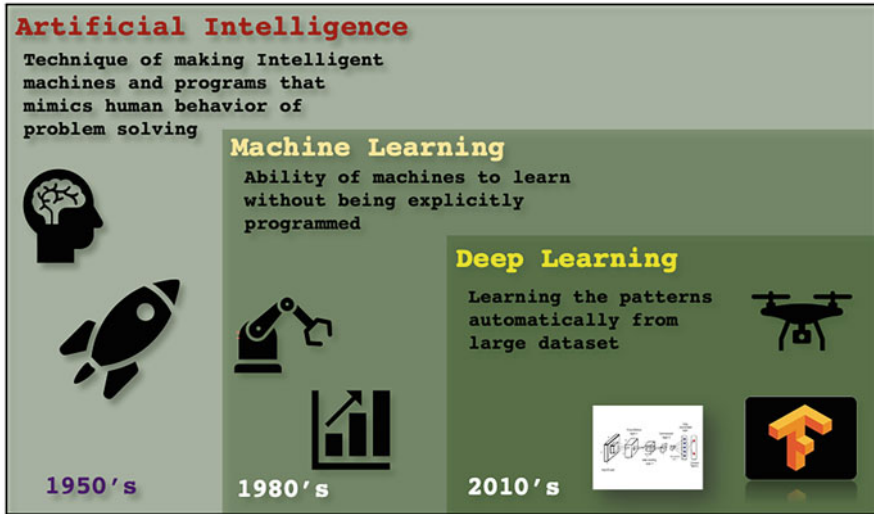 Artificial Intelligence
Technique of making Intelligent
machines and programs that
mimics human behavior of
problem solving
Machine Learning
Ability of machines to learn
without being explicitly
programmed
Deep Learning
Learning the patterns
automatically from
large dataset
1950's
1980's
2010's